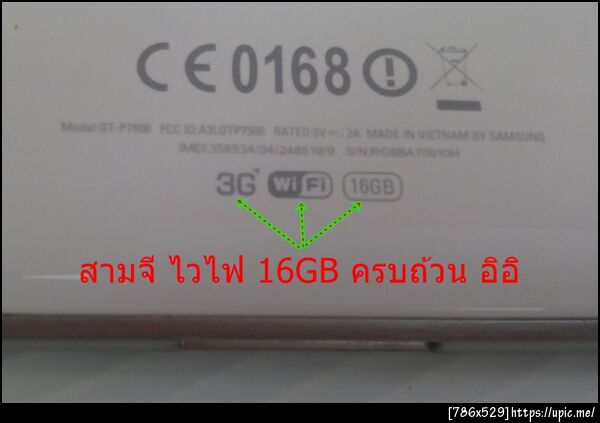 CE 0168
Model:GT-P7500 FCC ID:A3LGTP7500 RATED:5V⎓2A MADE IN VIETNAM BY SAMSUNG
IMEI:358534/04/248519/9 S/N:RG8BA70010H
3G WiFi 16GB
สามจี ไวไฟ 16GB ครบถ้วน อิอิ
[786x529]https://upic.me/